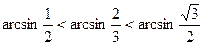 arcsin 1/2 < arcsin 2/3 < arcsin √3/2